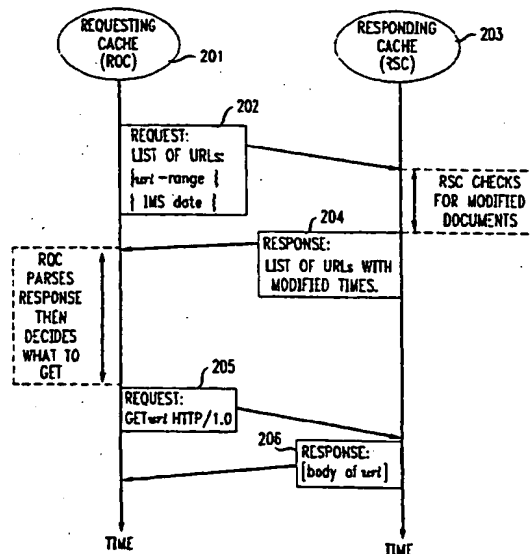 REQUESTING
CACHE
(ROC)
201
RESPONDING
CACHE
(RSC)
203
202
REQUEST:
LIST OF URLs:
{url-range {
} IMS date {
RSC CHECKS
FOR MODIFIED
DOCUMENTS
204
RESPONSE:
LIST OF URLs WITH
MODIFIED TIMES.
ROC
PARSES
RESPONSE
THEN
DECIDES
WHAT TO
GET
205
REQUEST:
GET url HTTP/1.0
206
RESPONSE:
[body of url]
TIME
TIME